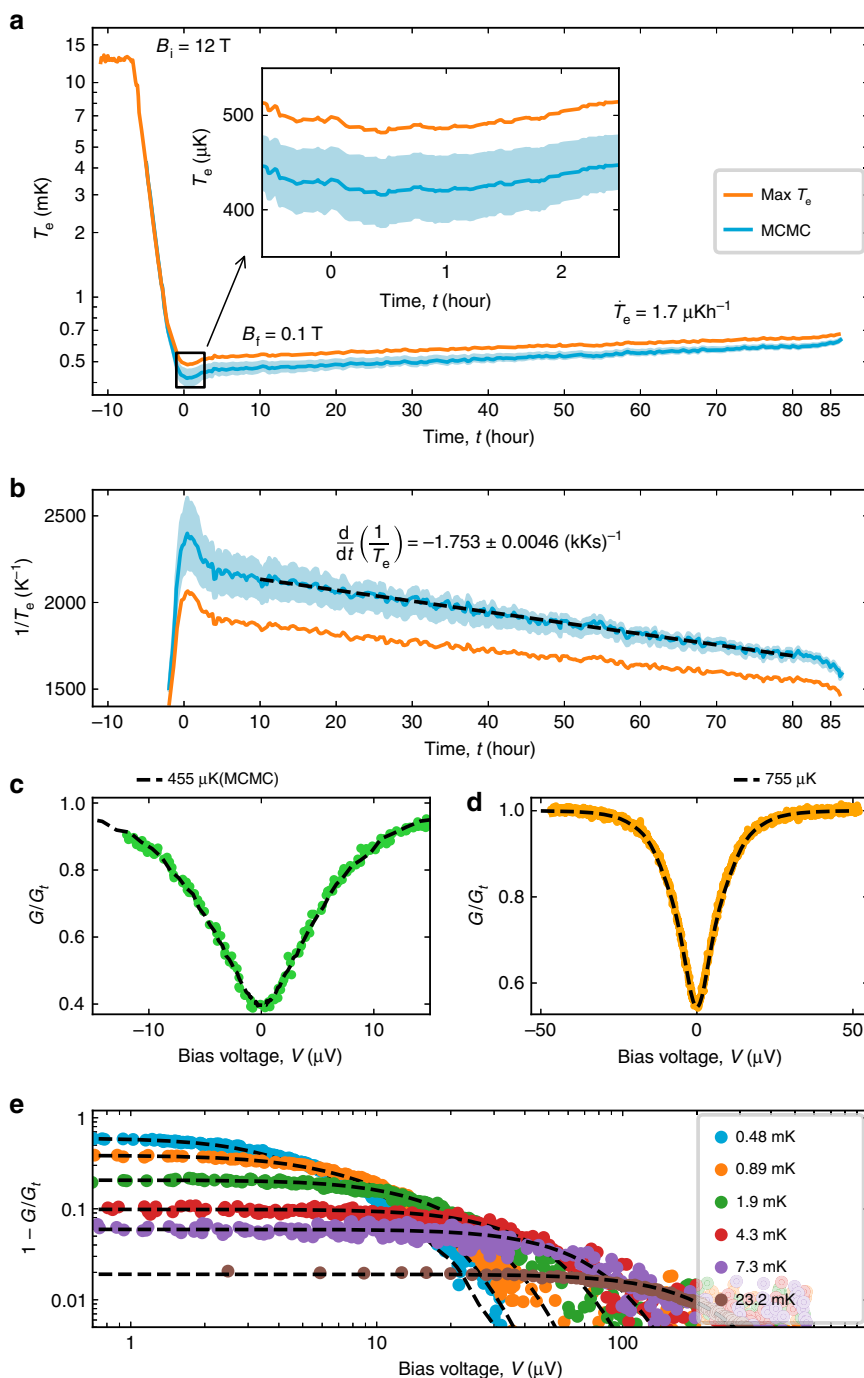 a
15
10
5
4
3
2
1
0.7
0.5
T_e (mK)
B_i = 12 T
500
400
T_e (µK)
0
1
2
Time, t (hour)
Max T_e
MCMC
B_f = 0.1 T
Ṫ_e = 1.7 µKh⁻¹
−10
0
10
20
30
40
50
60
70
80
85
Time, t (hour)
b
2500
2000
1500
1/T_e (K⁻¹)
d/dt (1/T_e) = −1.753 ± 0.0046 (kKs)⁻¹
−10
0
10
20
30
40
50
60
70
80
85
Time, t (hour)
c
455 µK(MCMC)
1.0
0.8
0.6
0.4
G/G_t
−10
0
10
Bias voltage, V (µV)
d
755 µK
1.0
0.8
0.6
G/G_t
−50
0
50
Bias voltage, V (µV)
e
1
0.1
0.01
1 − G/G_t
0.48 mK
0.89 mK
1.9 mK
4.3 mK
7.3 mK
23.2 mK
1
10
100
Bias voltage, V (µV)